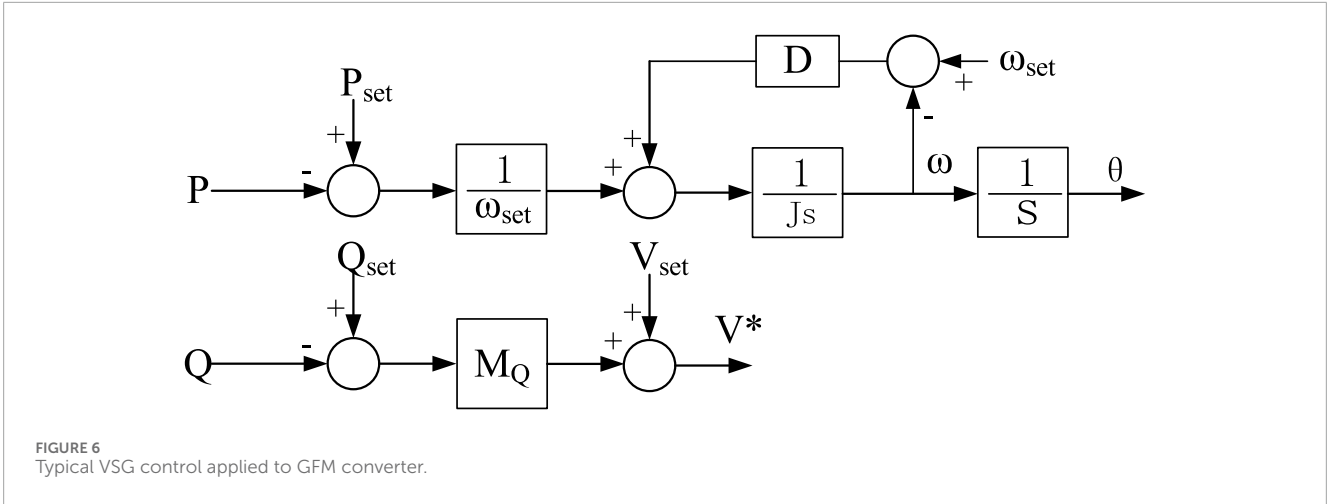 D
+
ω_set
P_set
+
-
-
+
P
1
ω_set
+
1
Js
ω
1
S
θ
Q_set
V_set
+
+
-
+
V*
Q
M_Q
FIGURE 6
Typical VSG control applied to GFM converter.